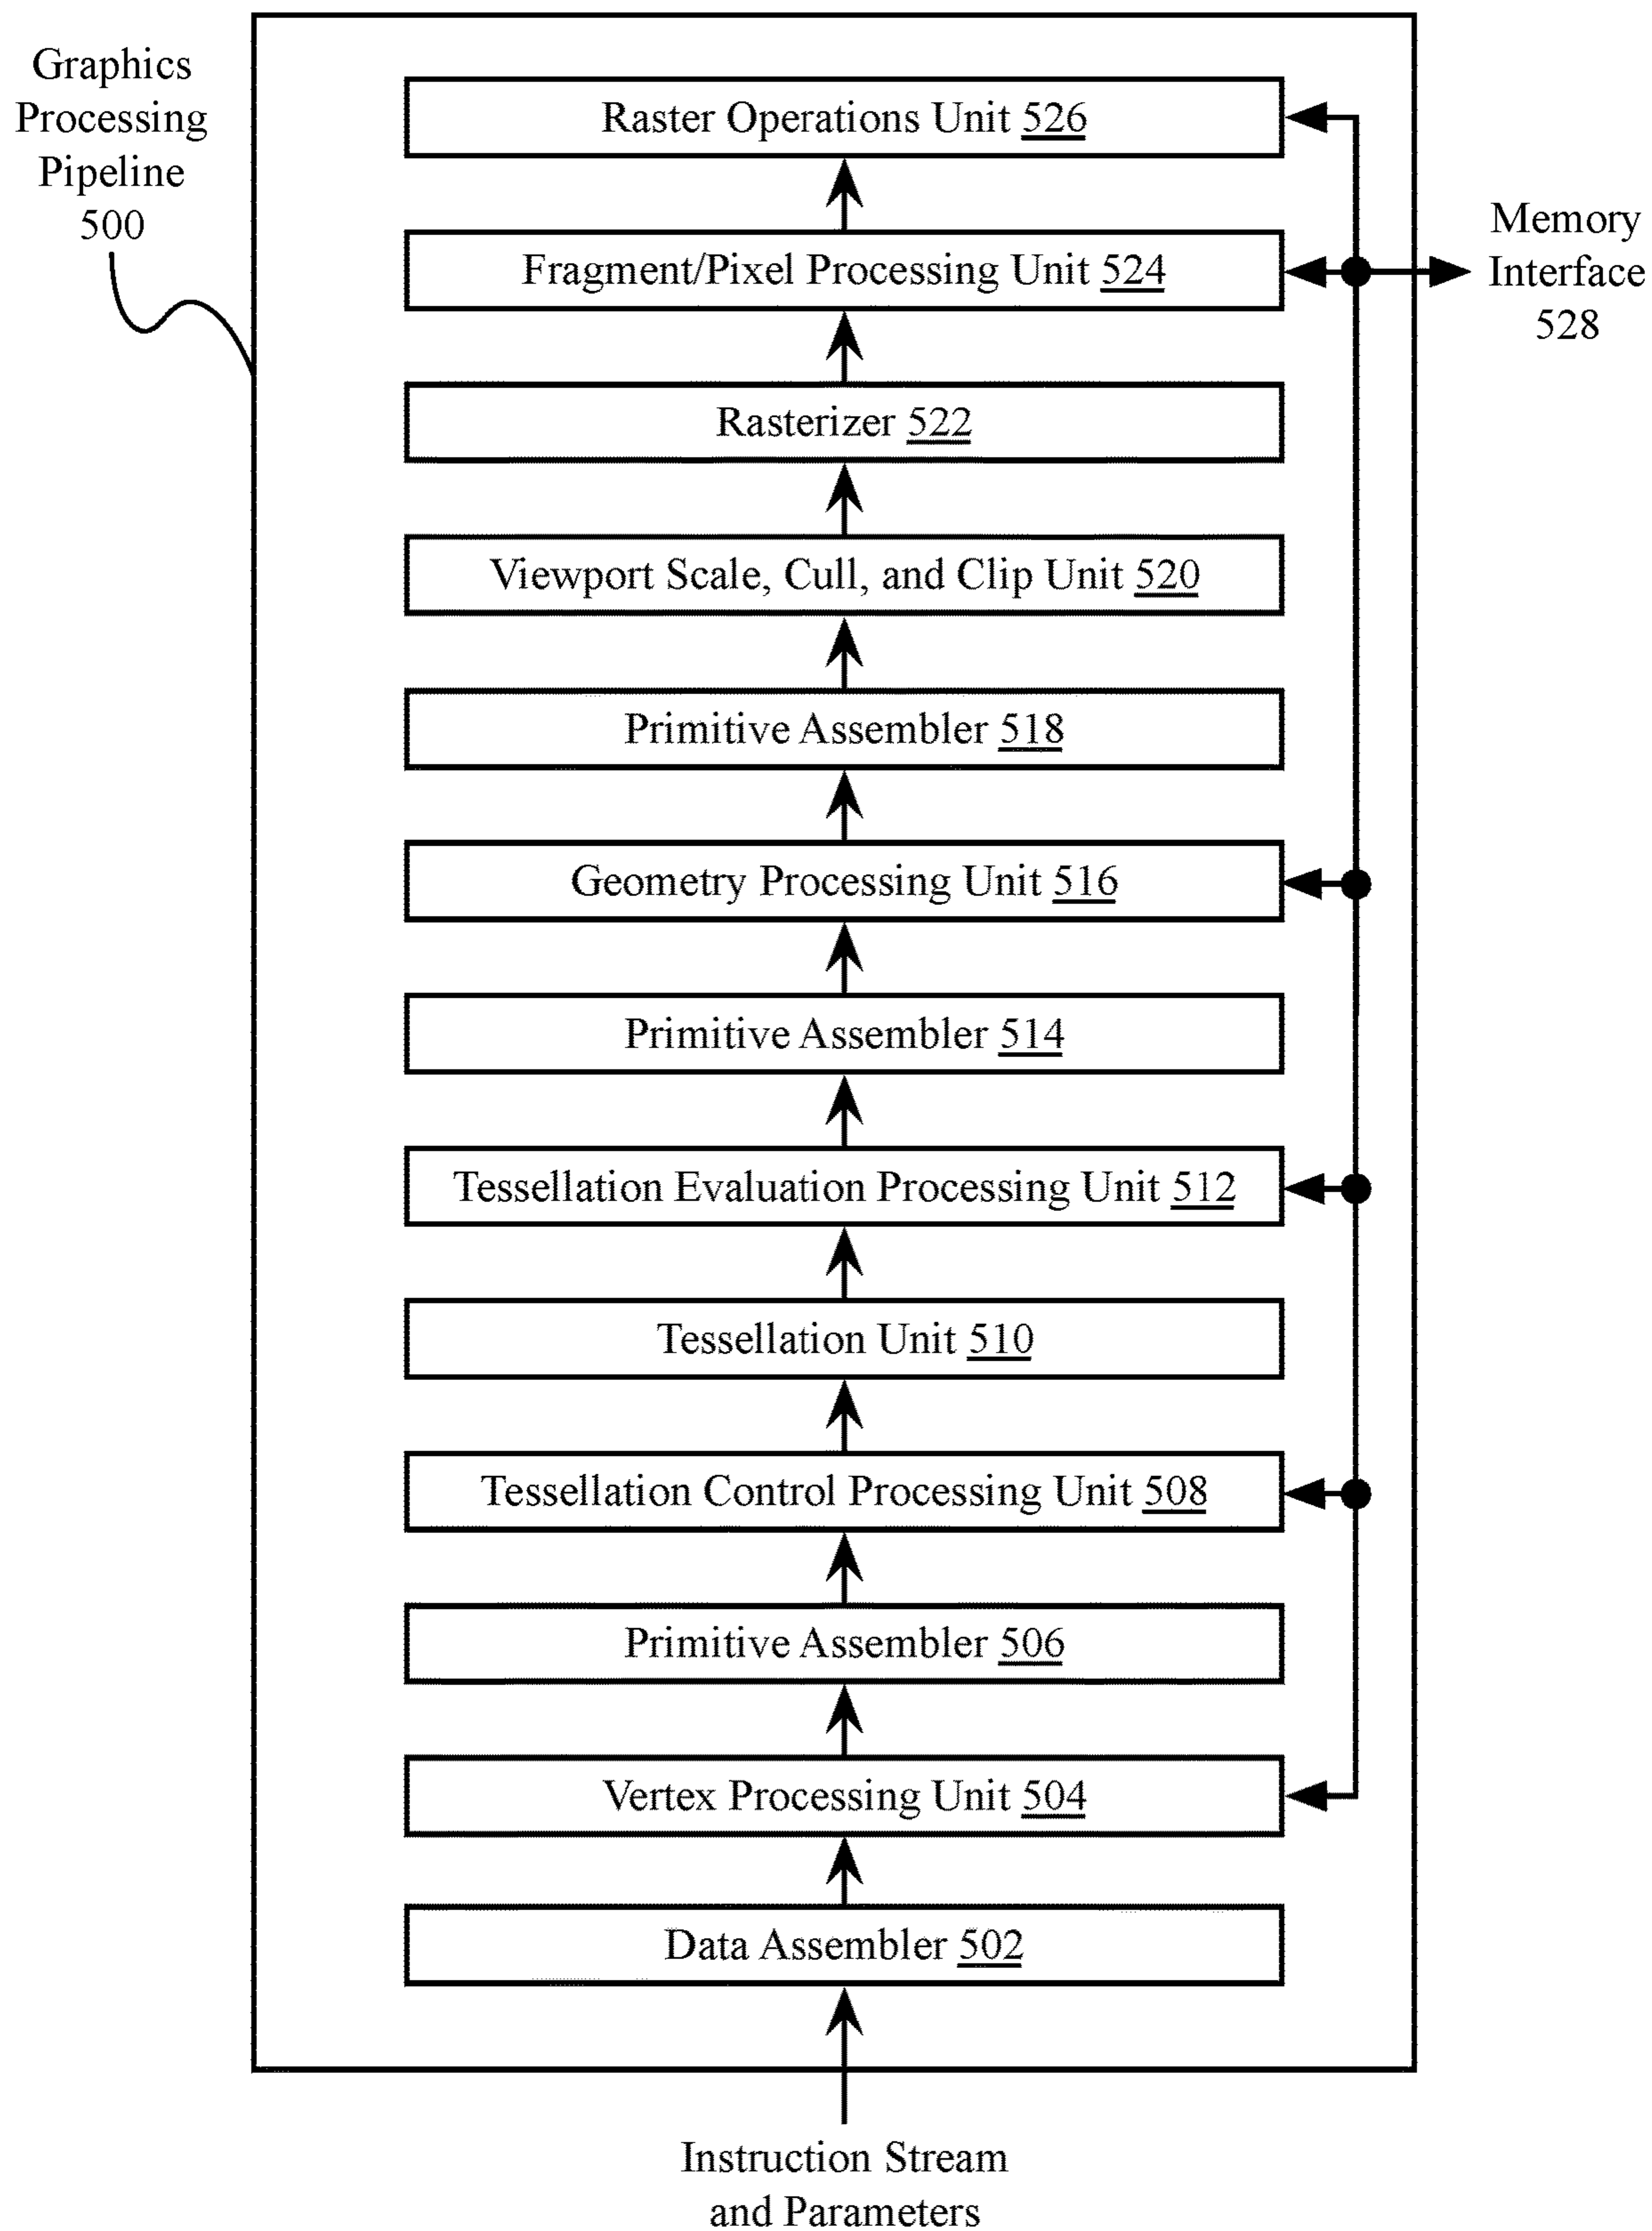 Graphics
Processing
Pipeline
500
Raster Operations Unit 526
Fragment/Pixel Processing Unit 524
Memory
Interface
528
Rasterizer 522
Viewport Scale, Cull, and Clip Unit 520
Primitive Assembler 518
Geometry Processing Unit 516
Primitive Assembler 514
Tessellation Evaluation Processing Unit 512
Tessellation Unit 510
Tessellation Control Processing Unit 508
Primitive Assembler 506
Vertex Processing Unit 504
Data Assembler 502
Instruction Stream
and Parameters